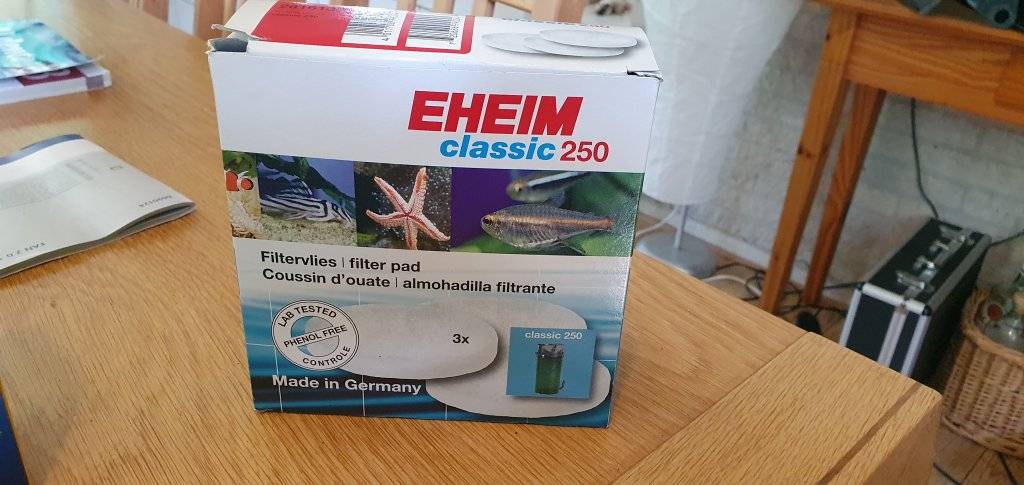 EHEIM
classic 250
Filtervlies | filter pad
Coussin d'ouate | almohadilla filtrante
LAB TESTED
PHENOL FREE
CONTROLE
3x
classic 250
Made in Germany